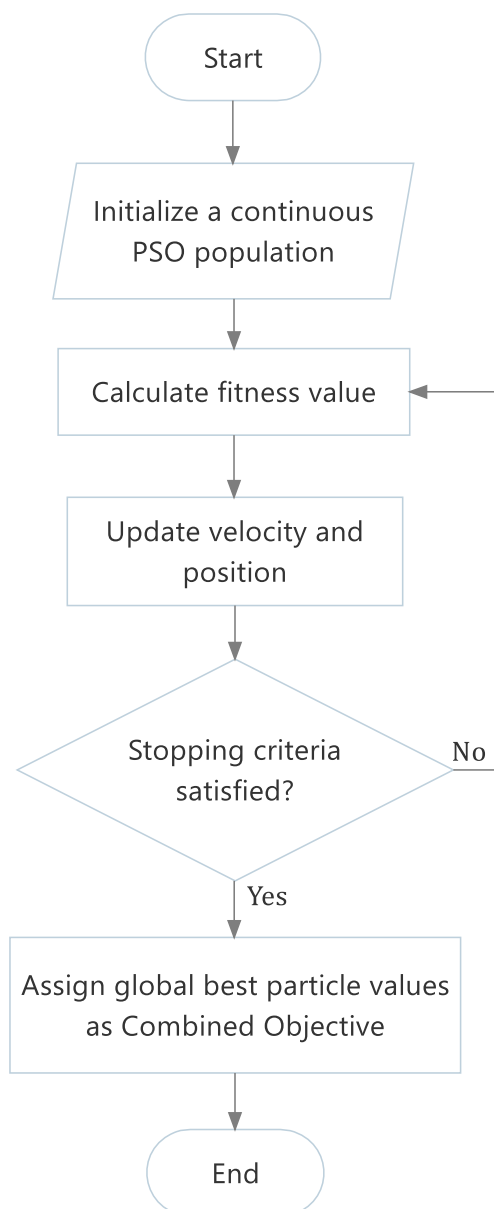 Start
Initialize a continuous
PSO population
Calculate fitness value
Update velocity and
position
Stopping criteria
satisfied?
No
Yes
Assign global best particle values
as Combined Objective
End